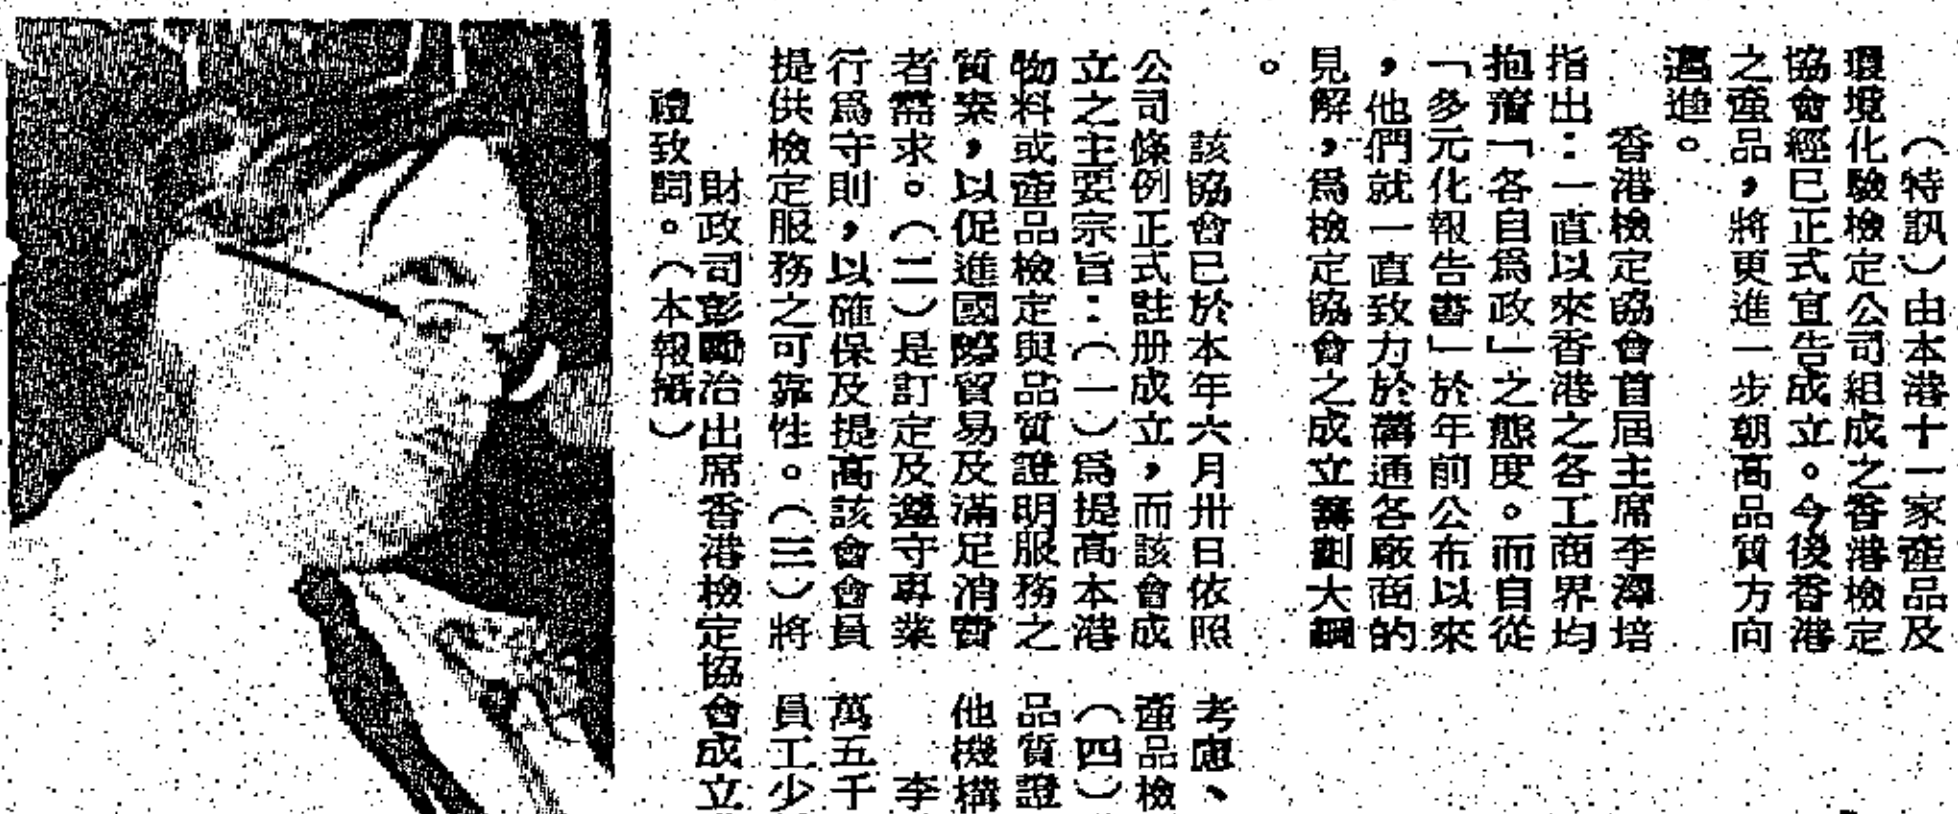 （特訊）由本港十一家產品及
環境化驗檢定公司組成之香港檢定
協會經已正式宣告成立。今後香港
之產品，將更進一步朝高品質方向
邁進。
香港檢定協會首屆主席李澤培
指出：一直以來香港之各工商界均
抱着「各自爲政」之態度。而自從
「多元化報告書」於年前公布以來
，他們就一直致力於溝通各廠商的
見解，爲檢定協會之成立籌劃大綱
。
該協會已於本年六月卅日依照
公司條例正式註册成立，而該會成
立之主要宗旨：（一）爲提高本港
物料或產品檢定與品質證明服務之
質素，以促進國際貿易及滿足消費
者需求。（二）是訂定及遵守專業
行爲守則，以確保及提高該會會員
提供檢定服務之可靠性。（三）將
考慮、
產品檢
（四）
品質證
他機構
李
萬五千
員工少
財政司彭勵治出席香港檢定協會成立
禮致詞。（本報攝）